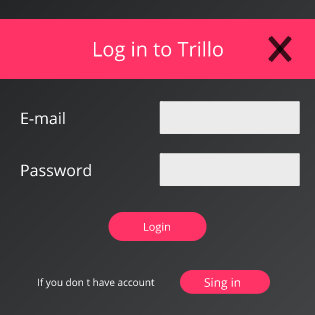 Log in to Trillo
E-mail
Password
Login
If you don t have account
Sing in